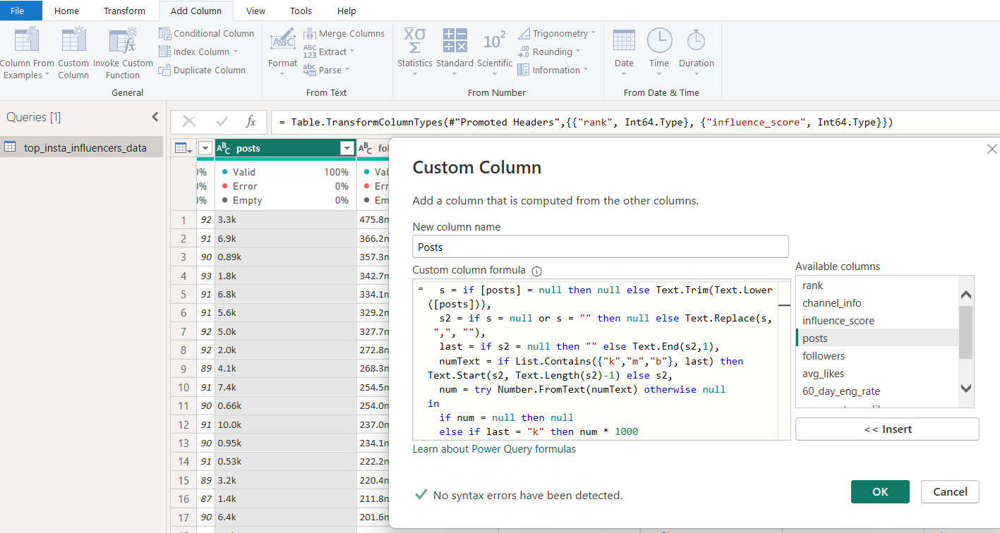 File Home Transform Add Column View Tools Help
Column From Examples
Custom Column
Invoke Custom Function
Conditional Column
Index Column
Duplicate Column
General
Format
ABC
Merge Columns
ABC 123 Extract
abc Parse
From Text
XO Σ
Statistics
Standard
10²
Scientific
Trigonometry
.00 Rounding
Information
From Number
Date
Time
Duration
From Date & Time
Queries [1]
top_insta_influencers_data
fx = Table.TransformColumnTypes(#"Promoted Headers",{{"rank", Int64.Type}, {"influence_score", Int64.Type}})
ABC posts ABC fol
0% Valid 100% Val
0% Error 0% Err
0% Empty 0% Em
1 92 3.3k 475.8m
2 91 6.9k 366.2m
3 90 0.89k 357.3m
4 93 1.8k 342.7m
5 91 6.8k 334.1m
6 91 5.6k 329.2m
7 92 5.0k 327.7m
8 92 2.0k 272.8m
9 89 4.1k 268.3m
10 91 7.4k 254.5m
11 90 0.66k 254.0m
12 91 10.0k 237.0m
13 90 0.95k 234.1m
14 91 0.53k 222.2m
15 89 3.2k 220.4m
16 87 1.4k 211.8m
17 90 6.4k 201.6m
Custom Column
Add a column that is computed from the other columns.
New column name
Posts
Custom column formula
= s = if [posts] = null then null else Text.Trim(Text.Lower
([posts])),
s2 = if s = null or s = "" then null else Text.Replace(s,
",", ""),
last = if s2 = null then "" else Text.End(s2,1),
numText = if List.Contains({"k","m","b"}, last) then
Text.Start(s2, Text.Length(s2)-1) else s2,
num = try Number.FromText(numText) otherwise null
in
if num = null then null
else if last = "k" then num * 1000
Learn about Power Query formulas
Available columns
rank
channel_info
influence_score
posts
followers
avg_likes
60_day_eng_rate
<< Insert
No syntax errors have been detected.
OK
Cancel